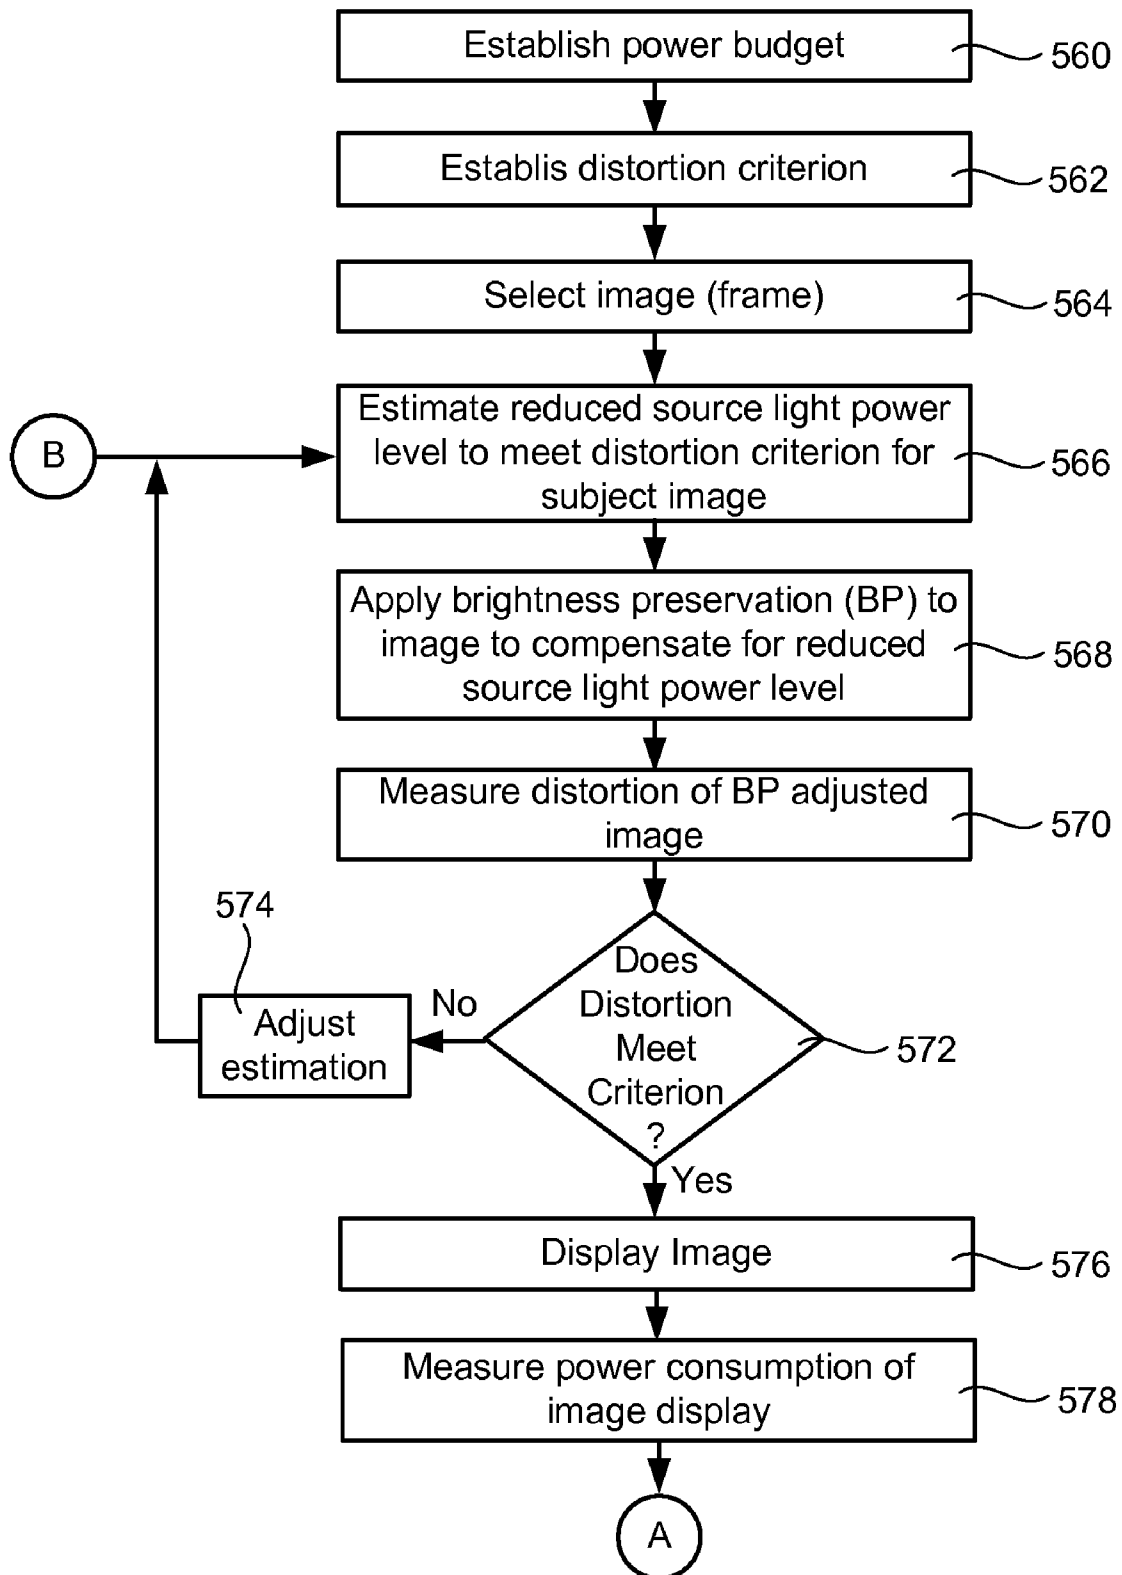 Establish power budget
560
Establis distortion criterion
562
Select image (frame)
564
B
Estimate reduced source light power
level to meet distortion criterion for
subject image
566
Apply brightness preservation (BP) to
image to compensate for reduced
source light power level
568
Measure distortion of BP adjusted
image
570
574
Adjust
estimation
No
Does
Distortion
Meet
Criterion
?
572
Yes
Display Image
576
Measure power consumption of
image display
578
A